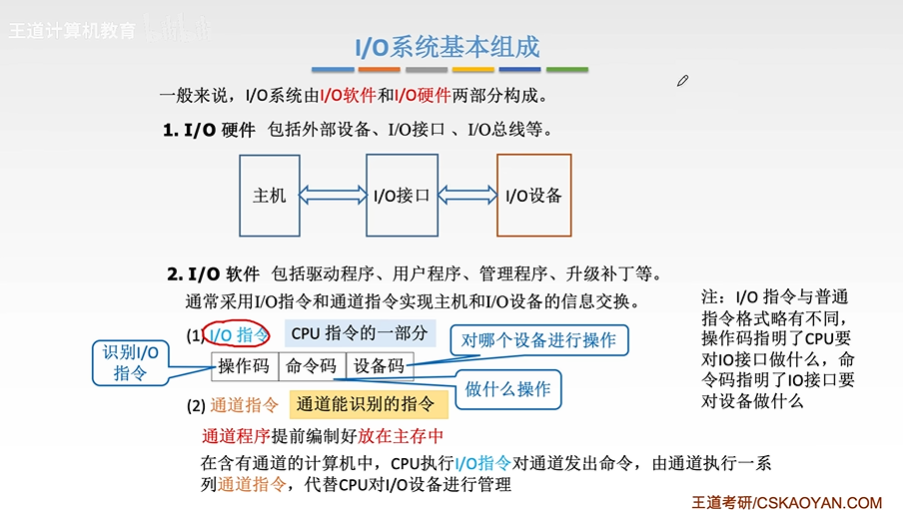 王道计算机教育
I/O系统基本组成
一般来说，I/O系统由I/O软件和I/O硬件两部分构成。
1. I/O 硬件 包括外部设备、I/O接口 、I/O总线等。
主机
I/O接口
I/O设备
2. I/O 软件 包括驱动程序、用户程序、管理程序、升级补丁等。
通常采用I/O指令和通道指令实现主机和I/O设备的信息交换。
(1) I/O 指令 CPU 指令的一部分
对哪个设备进行操作
识别I/O
指令
操作码 命令码 设备码
做什么操作
(2) 通道指令 通道能识别的指令
通道程序提前编制好放在主存中
在含有通道的计算机中，CPU执行I/O指令对通道发出命令，由通道执行一系
列通道指令，代替CPU对I/O设备进行管理
注：I/O 指令与普通
指令格式略有不同，
操作码指明了CPU要
对IO接口做什么，命
令码指明了IO接口要
对设备做什么
王道考研/CSKAOYAN.COM